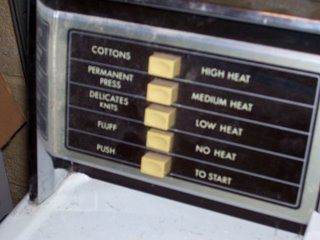 COTTONS HIGH HEAT
PERMANENT
PRESS MEDIUM HEAT
DELICATES
KNITS LOW HEAT
FLUFF NO HEAT
PUSH TO START